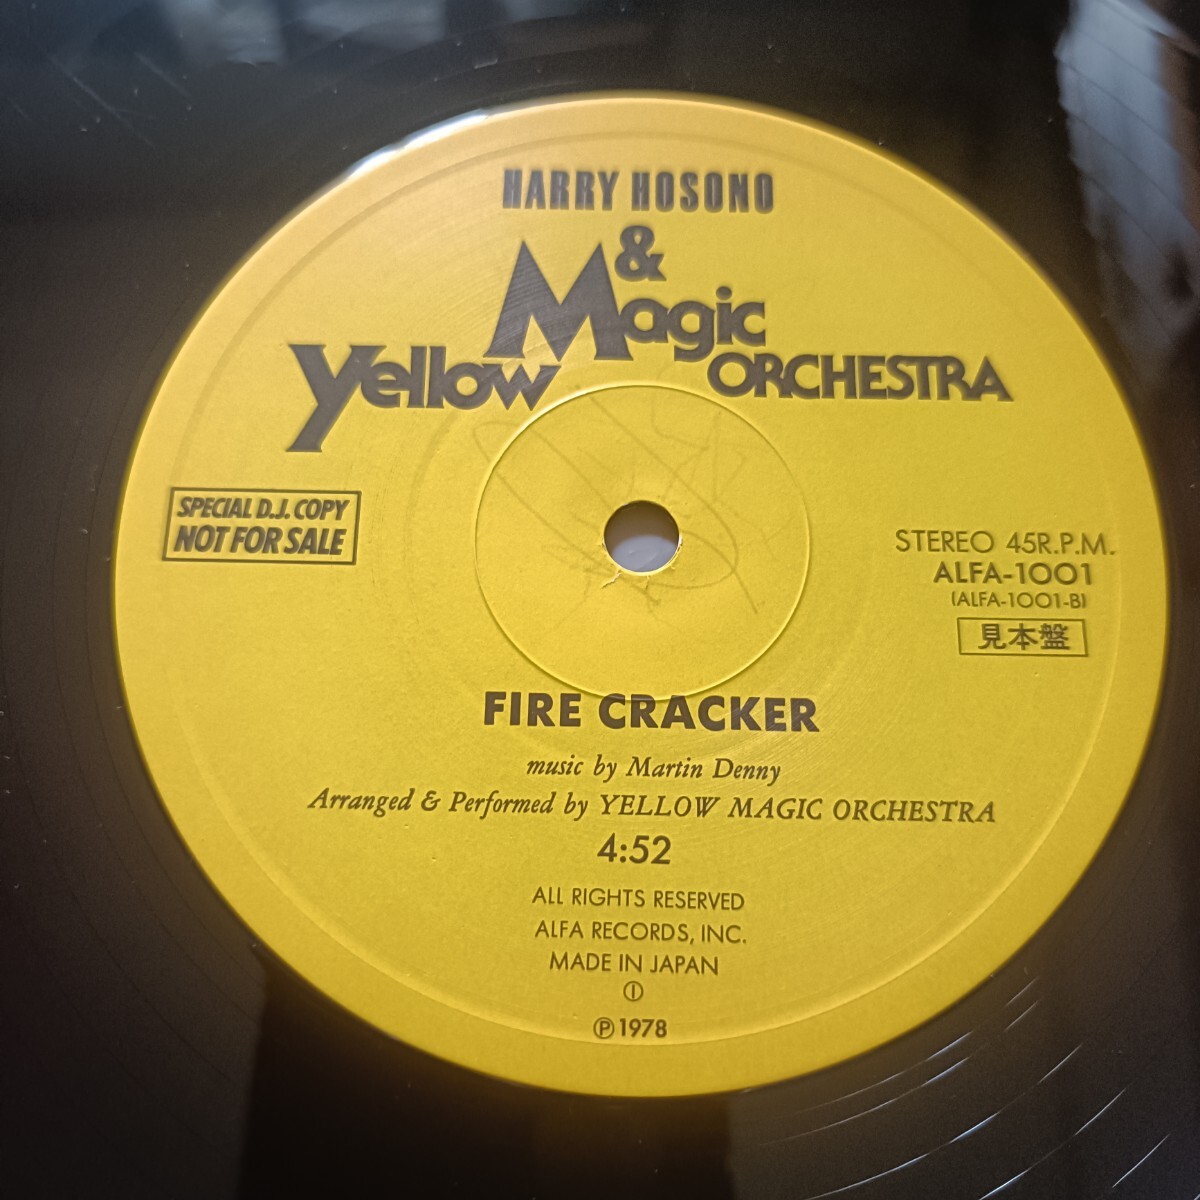 HARRY HOSONO
&
Yellow Magic ORCHESTRA
SPECIAL D.J. COPY
NOT FOR SALE
STEREO 45R.P.M.
ALFA-1001
(ALFA-1001-B)
見本盤
FIRE CRACKER
music by Martin Denny
Arranged & Performed by YELLOW MAGIC ORCHESTRA
4:52
ALL RIGHTS RESERVED
ALFA RECORDS, INC.
MADE IN JAPAN
Ⓘ
Ⓟ1978